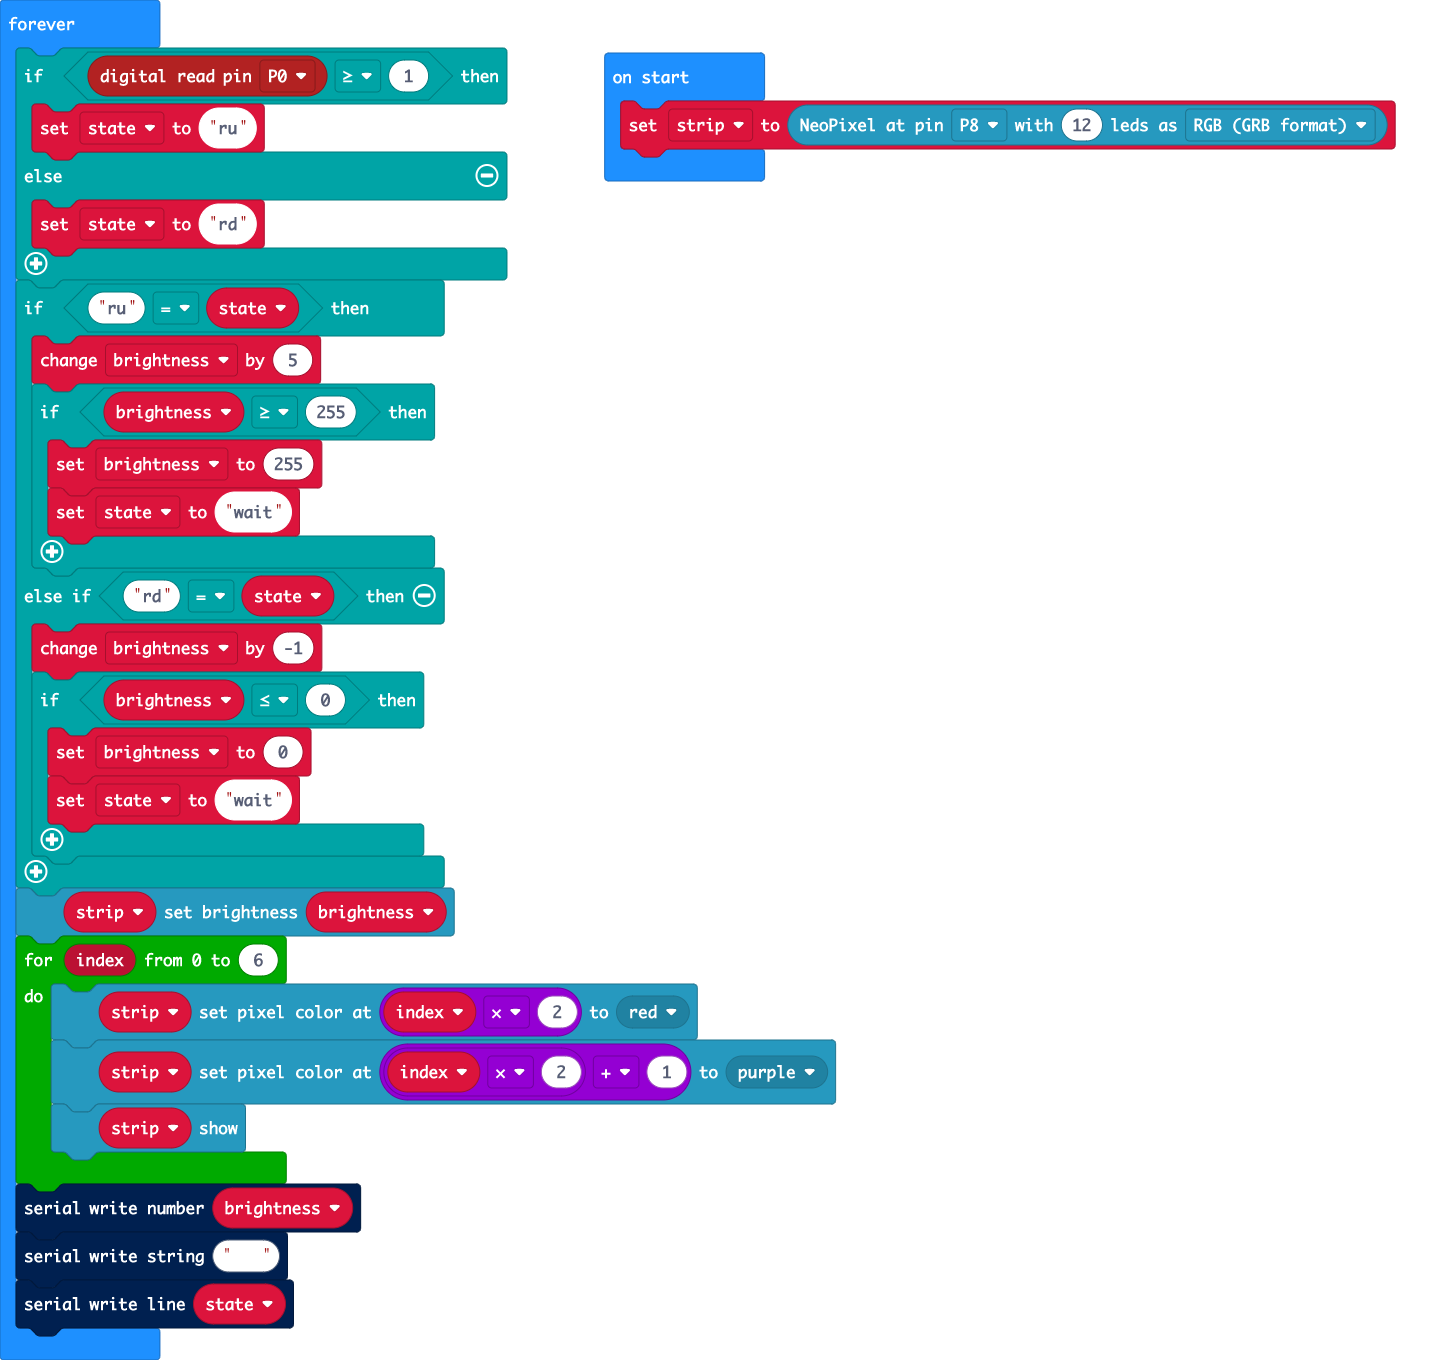 forever
if digital read pin P0 ≥ 1 then
set state to "ru"
else
set state to "rd"
if "ru" = state then
change brightness by 5
if brightness ≥ 255 then
set brightness to 255
set state to "wait"
else if "rd" = state then
change brightness by -1
if brightness ≤ 0 then
set brightness to 0
set state to "wait"
strip set brightness brightness
for index from 0 to 6
do
strip set pixel color at index × 2 to red
strip set pixel color at index × 2 + 1 to purple
strip show
serial write number brightness
serial write string " "
serial write line state
on start
set strip to NeoPixel at pin P8 with 12 leds as RGB (GRB format)